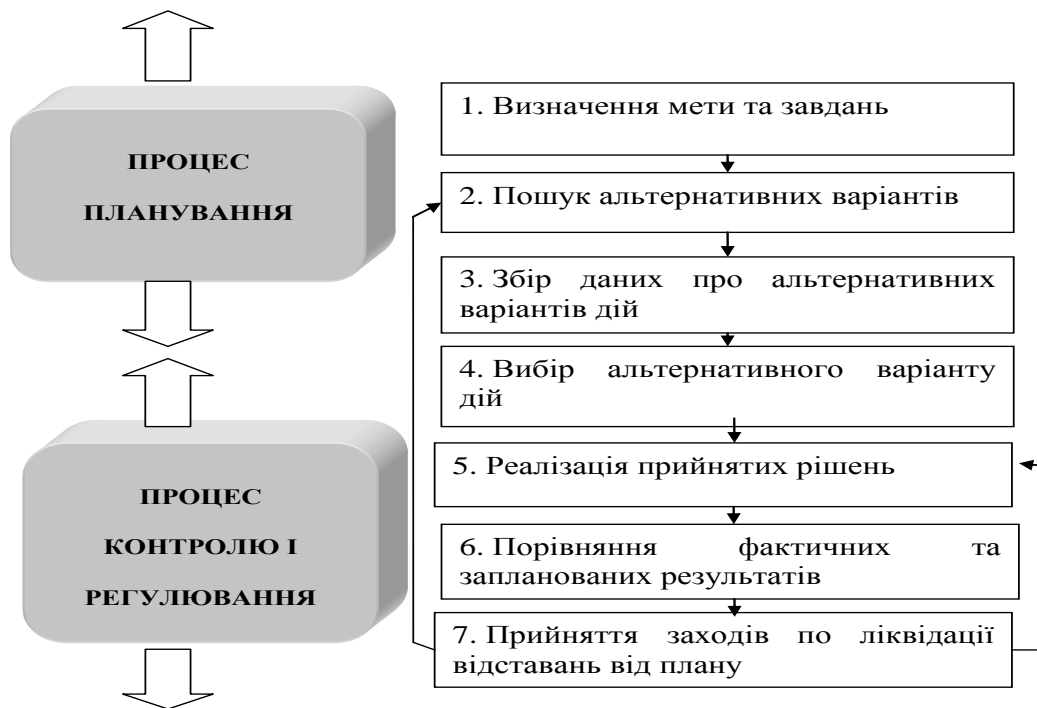 ПРОЦЕС
ПЛАНУВАННЯ
1. Визначення мети та завдань
2. Пошук альтернативних варіантів
3. Збір даних про альтернативних
варіантів дій
4. Вибір альтернативного варіанту
дій
ПРОЦЕС
КОНТРОЛЮ І
РЕГУЛЮВАННЯ
5. Реалізація прийнятих рішень
6. Порівняння фактичних та
запланованих результатів
7. Прийняття заходів по ліквідації
відставань від плану